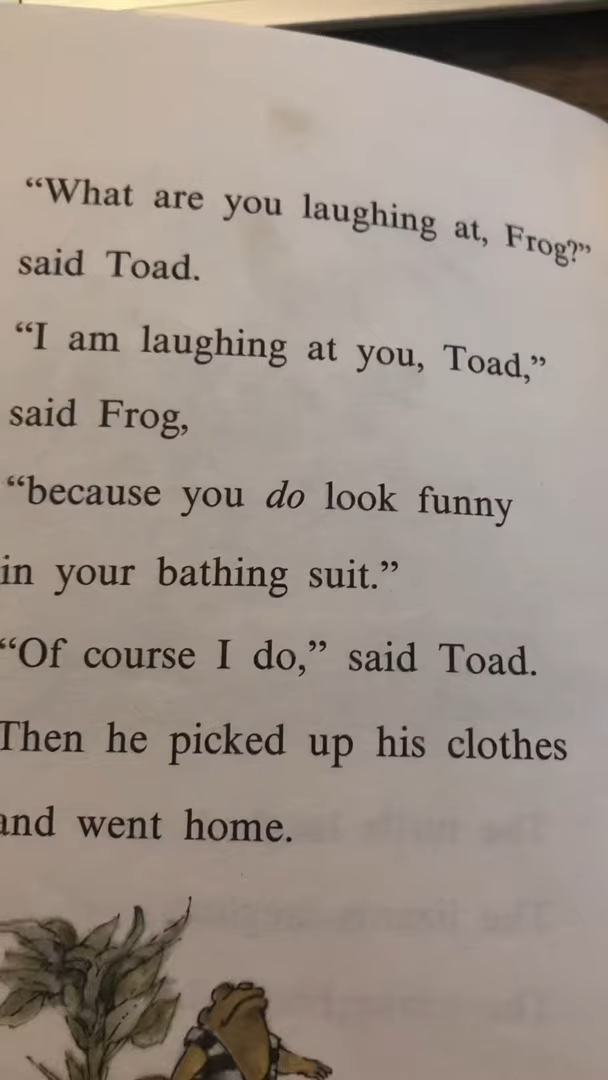 “What are you laughing at, Frog?”
said Toad.
“I am laughing at you, Toad,”
said Frog,
“because you do look funny
in your bathing suit.”
“Of course I do,” said Toad.
Then he picked up his clothes
and went home.